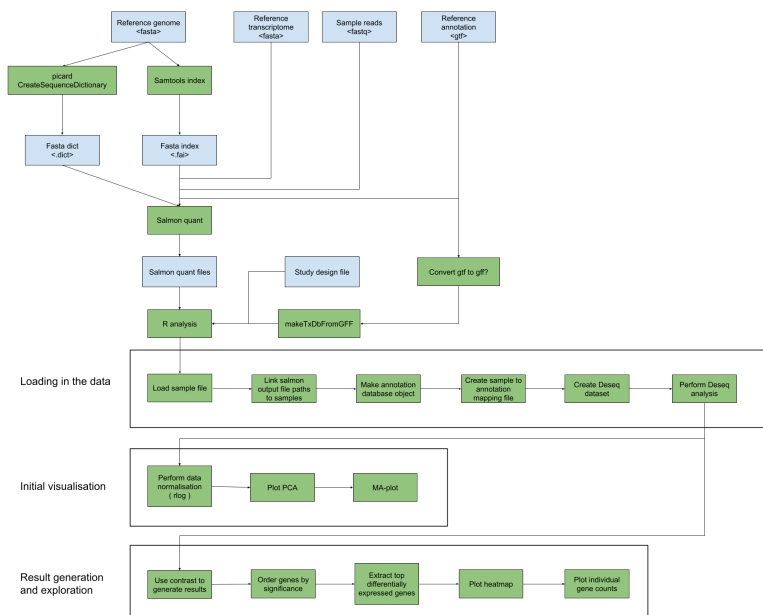 Reference genome
<fasta>
Reference
transcriptome
<fasta>
Sample reads
<fastq>
Reference
annotation
<gtf>
picard
CreateSequenceDictionary
Samtools index
Fasta dict
<.dict>
Fasta index
<.fai>
Salmon quant
Salmon quant files
Study design file
Convert gtf to gff?
R analysis
makeTxDbFromGFF
Loading in the data
Load sample file
Link salmon
output file paths
to samples
Make annotation
database object
Create sample to
annotation
mapping file
Create Deseq
dataset
Perform Deseq
analysis
Initial visualisation
Perform data
normalisation
( rlog )
Plot PCA
MA-plot
Result generation
and exploration
Use contrast to
generate results
Order genes by
significance
Extract top
differentially
expressed genes
Plot heatmap
Plot individual
gene counts